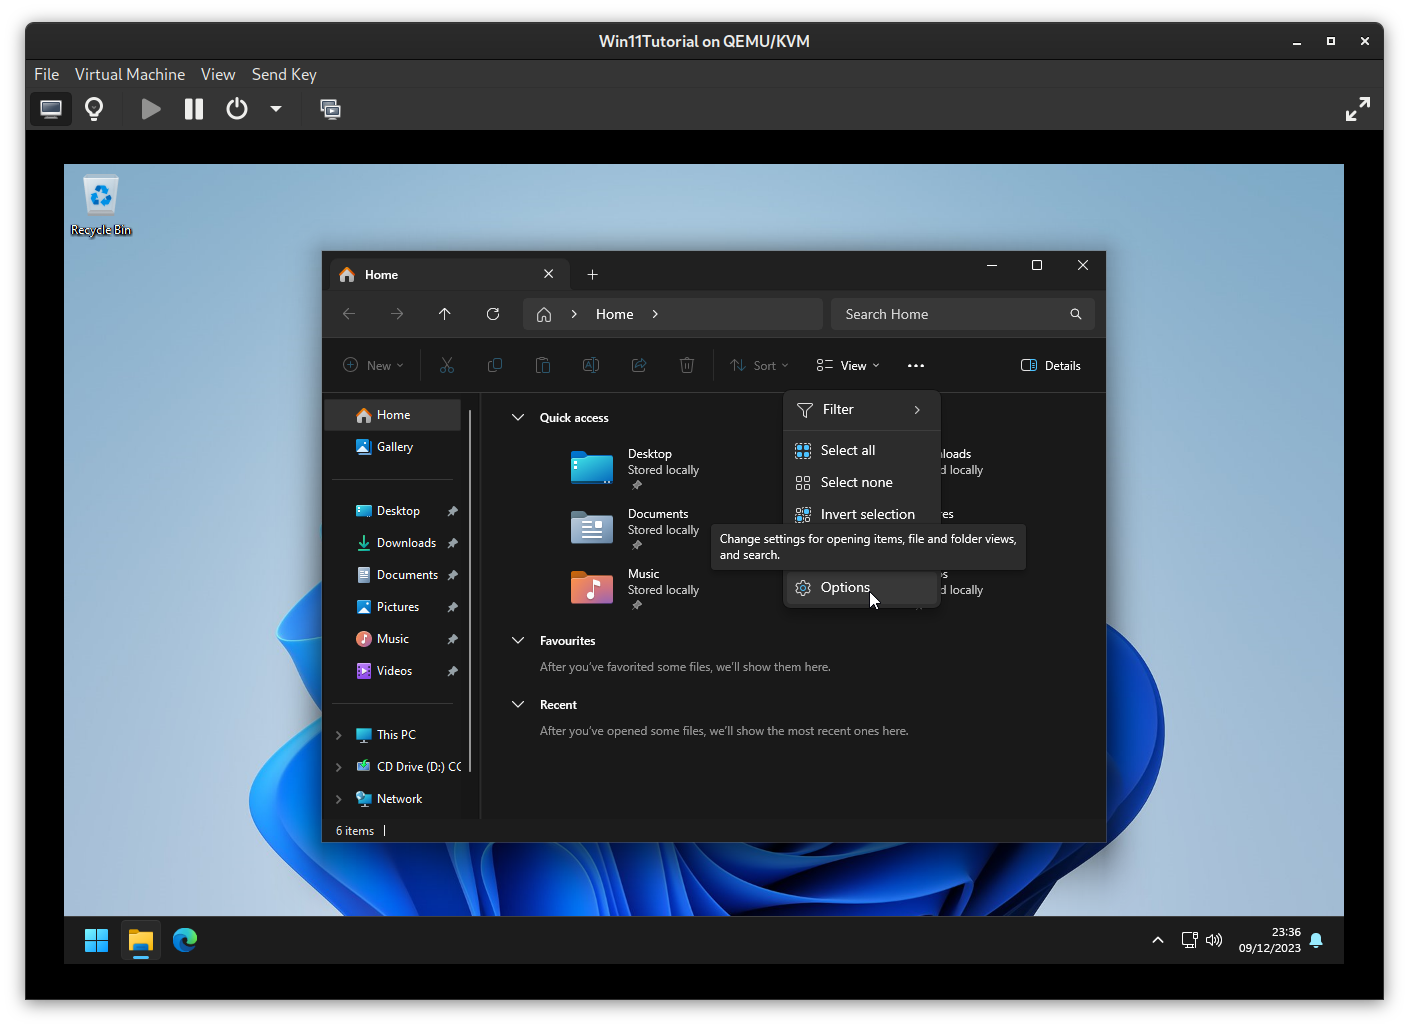 Win11Tutorial on QEMU/KVM
File Virtual Machine View Send Key
Recycle Bin
Home
Home
Search Home
New
Sort
View
Details
Home
Gallery
Desktop
Downloads
Documents
Pictures
Music
Videos
This PC
CD Drive (D:) CC
Network
Quick access
Desktop
Stored locally
Documents
Stored locally
Music
Stored locally
Filter
Select all
Select none
Invert selection
Change settings for opening items, file and folder views,
and search.
Options
Favourites
After you've favorited some files, we'll show them here.
Recent
After you've opened some files, we'll show the most recent ones here.
6 items
23:36
09/12/2023